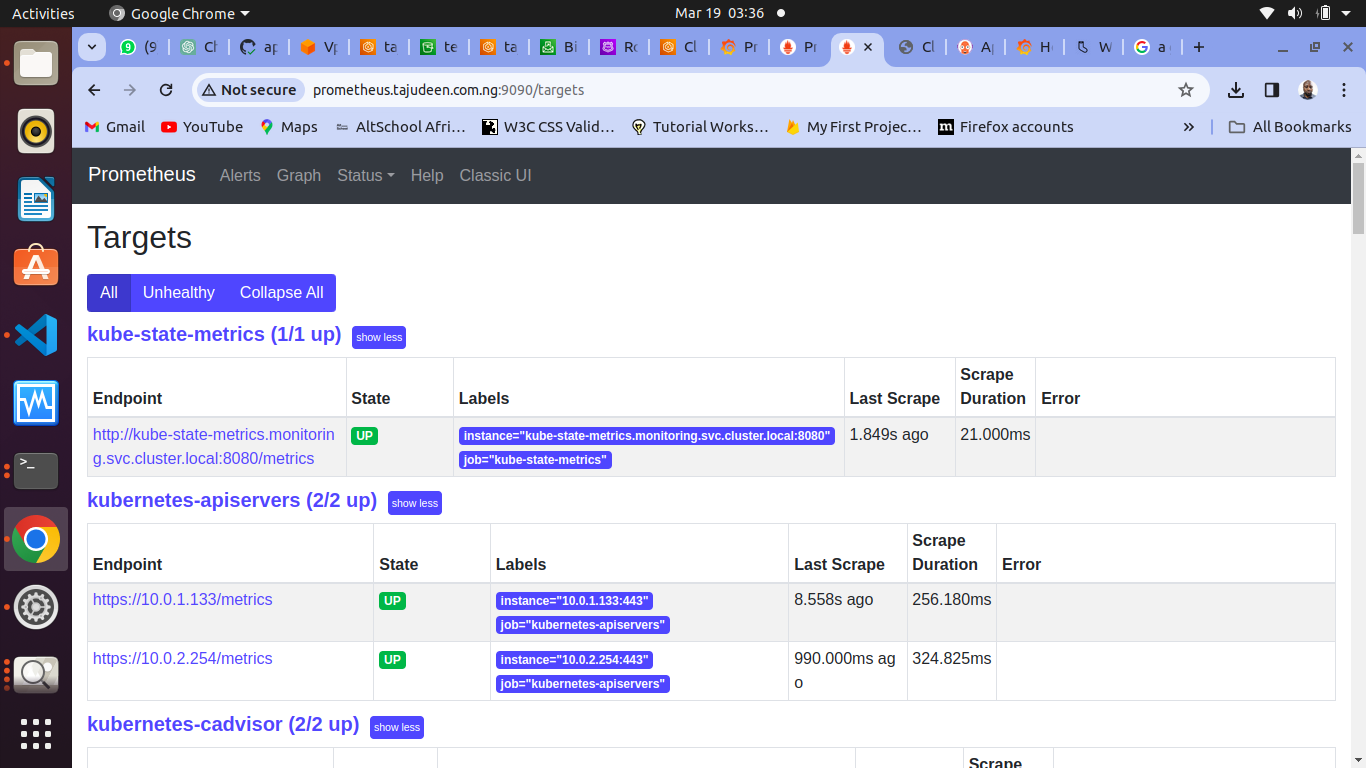 Activities Google Chrome Mar 19 03:36
(9 Ch ap Vp ta te ta Bi Ro Cl Pr Pr Cl Ap Ho W a
Not secure prometheus.tajudeen.com.ng:9090/targets
Gmail YouTube Maps AltSchool Afri… W3C CSS Valid… Tutorial Works… My First Projec… Firefox accounts » All Bookmarks
Prometheus Alerts Graph Status Help Classic UI
Targets
All Unhealthy Collapse All
kube-state-metrics (1/1 up) show less
Scrape
Endpoint State Labels Last Scrape Duration Error
http://kube-state-metrics.monitorin UP instance="kube-state-metrics.monitoring.svc.cluster.local:8080" 1.849s ago 21.000ms
g.svc.cluster.local:8080/metrics job="kube-state-metrics"
kubernetes-apiservers (2/2 up) show less
Scrape
Endpoint State Labels Last Scrape Duration Error
https://10.0.1.133/metrics UP instance="10.0.1.133:443" 8.558s ago 256.180ms
job="kubernetes-apiservers"
https://10.0.2.254/metrics UP instance="10.0.2.254:443" 990.000ms ag 324.825ms
job="kubernetes-apiservers" o
kubernetes-cadvisor (2/2 up) show less
Scrape